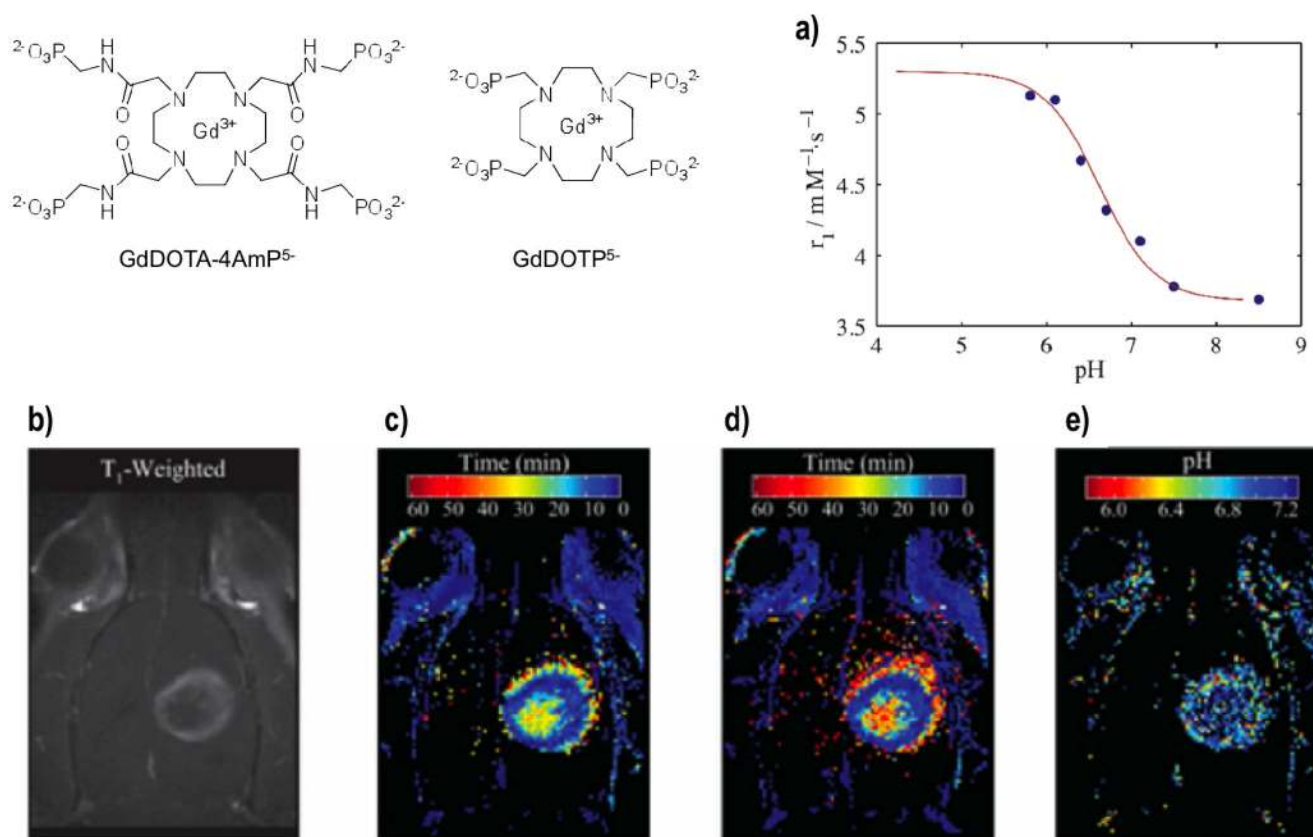 2-O₃P H N O N H PO₃2-
N N
Gd³⁺
N N
2-O₃P N H O O N H PO₃2-
GdDOTA-4AmP⁵⁻
2-O₃P N N PO₃2-
Gd³⁺
2-O₃P N N PO₃2-
GdDOTP⁵⁻
a)
5.5
5
4.5
4
3.5
r₁ / mM⁻¹.s⁻¹
4 5 6 7 8 9
pH
b)
T₁-Weighted
c)
Time (min)
60 50 40 30 20 10 0
d)
Time (min)
60 50 40 30 20 10 0
e)
pH
6.0 6.4 6.8 7.2